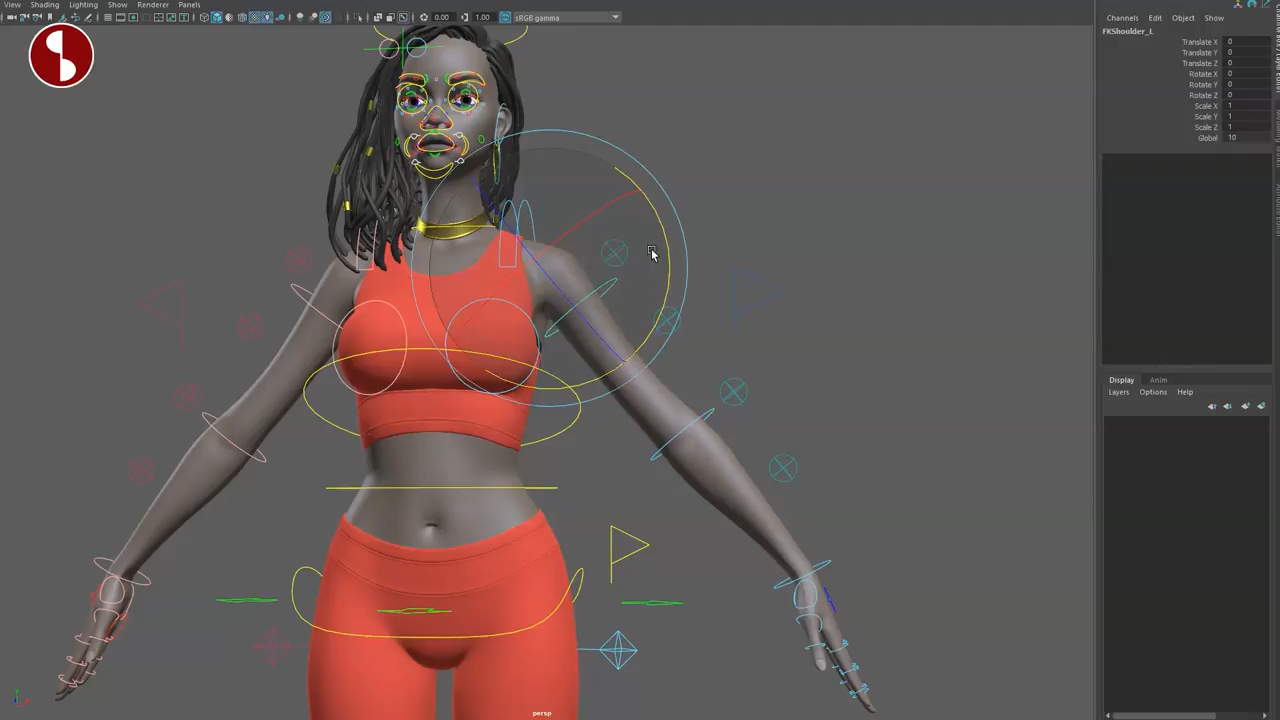 View Shading Lighting Show Renderer Panels
0.00 1.00 sRGB gamma
Channels Edit Object Show
FKShoulder_L
Translate X 0
Translate Y 0
Translate Z 0
Rotate X 0
Rotate Y 0
Rotate Z 0
Scale X 1
Scale Y 1
Scale Z 1
Global 10
Display Anim
Layers Options Help
persp